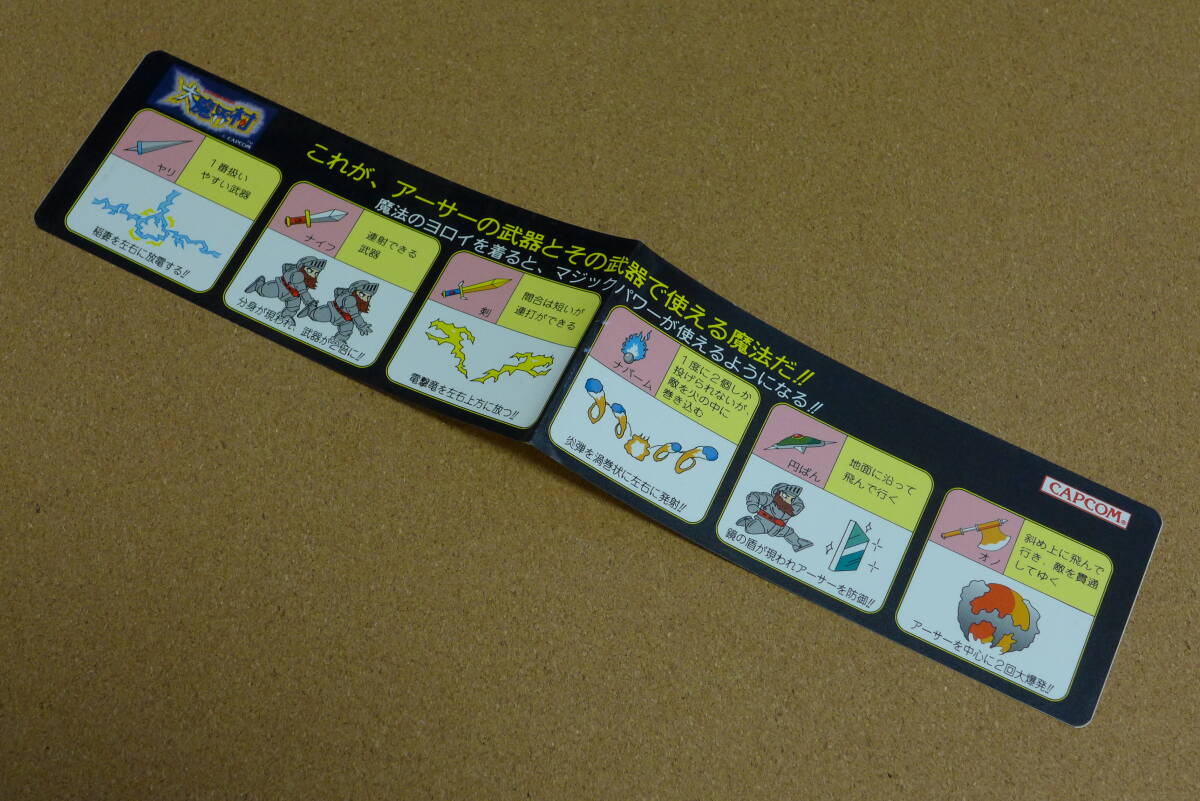 大魔界村
© CAPCOM
これが、アーサーの武器とその武器で使える魔法だ!!
魔法のヨロイを着ると、マジックパワーが使えるようになる!!
ヤリ
1番扱い
やすい武器
稲妻を左右に放電する!!
ナイフ
連射できる
武器
分身が現われ、武器が2倍に!!
剣
間合は短いが
連打ができる
電撃竜を左右上方に放つ!!
ナパーム
1度に2個しか
投げられないが、
敵を火の中に
巻き込む
炎弾を渦巻状に左右に発射!!
円ばん
地面に沿って
飛んで行く
鏡の盾が現われアーサーを防御!!
オノ
斜め上に飛んで
行き、敵を貫通
してゆく
アーサーを中心に2回大爆発!!
CAPCOM®